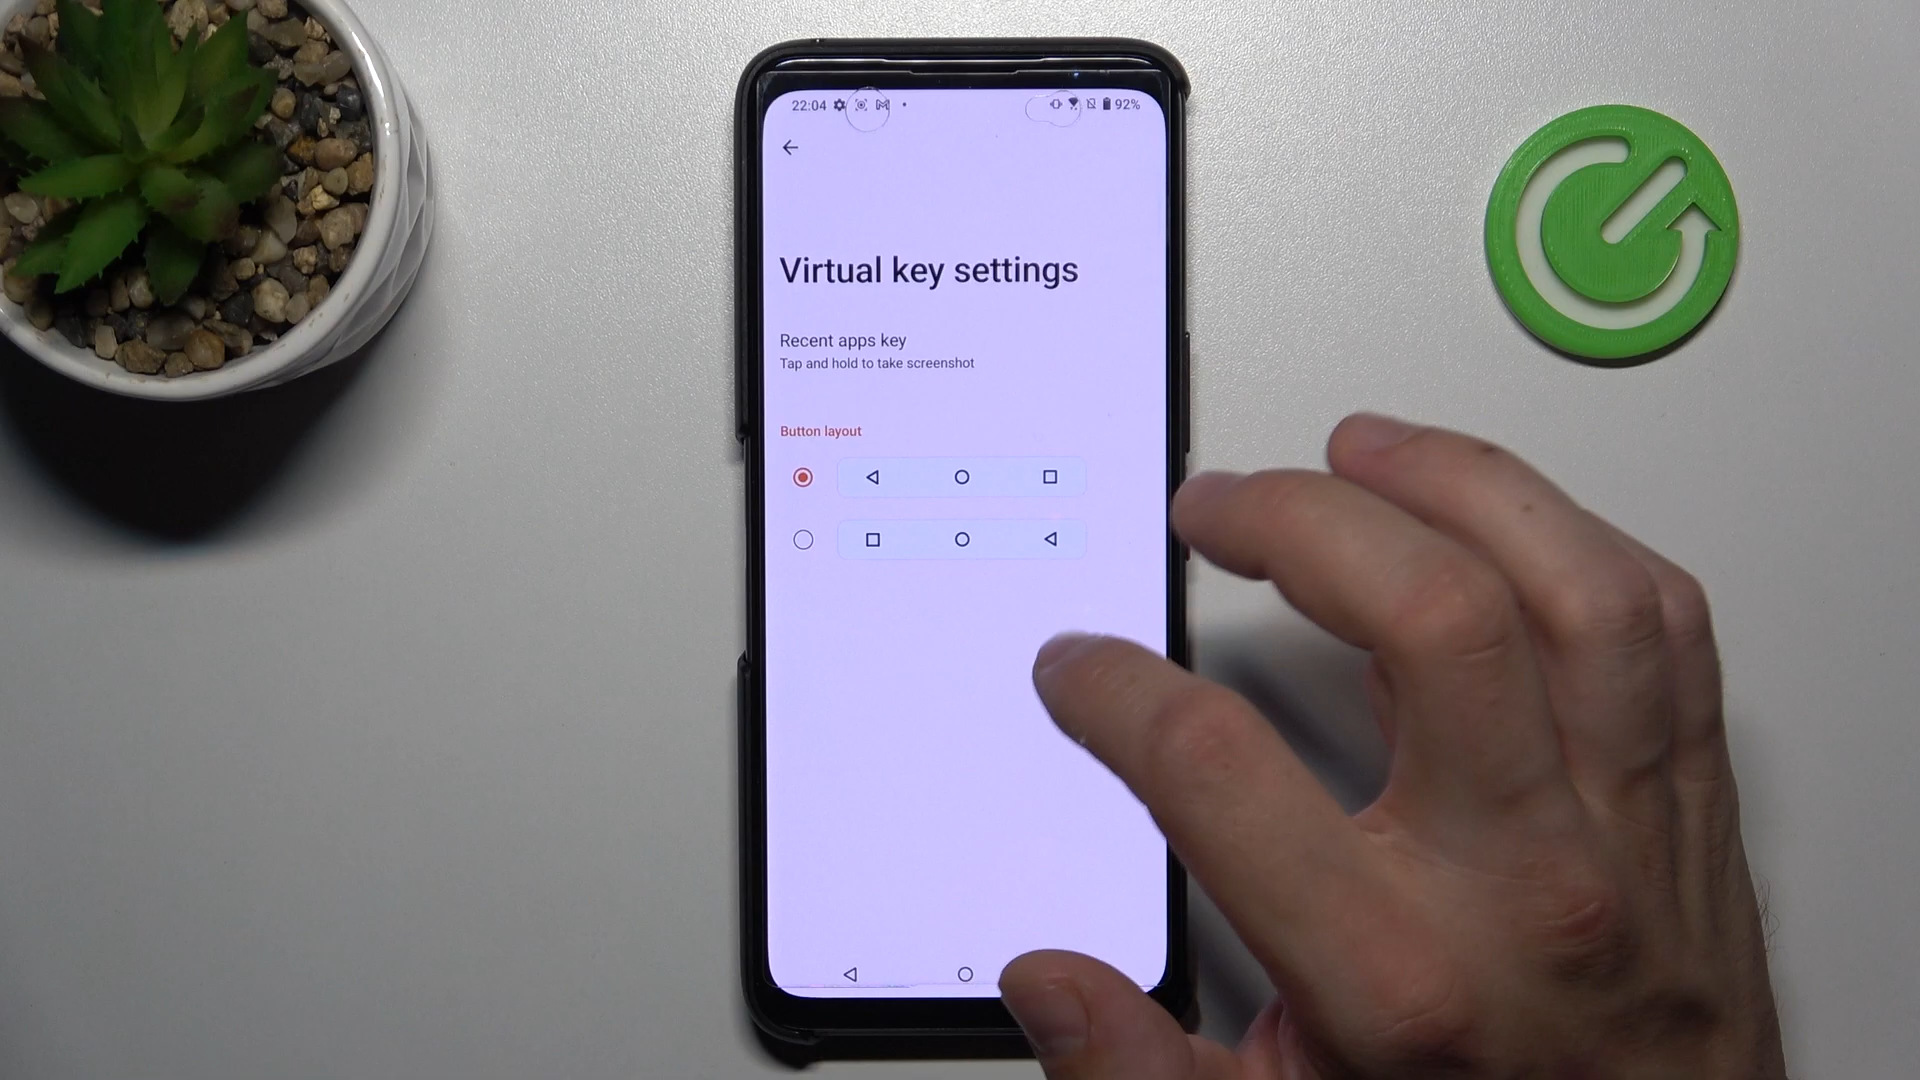 22:04 92%
Virtual key settings
Recent apps key
Tap and hold to take screenshot
Button layout